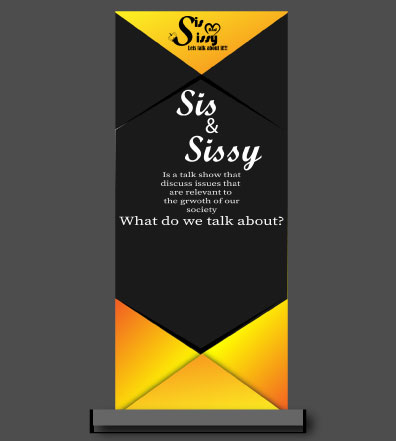 Sis
Sissy
Lets talk about it!!!
Sis
&
Sissy
Is a talk show that
discuss issues that
are relevant to
the grwoth of our
society
What do we talk about?